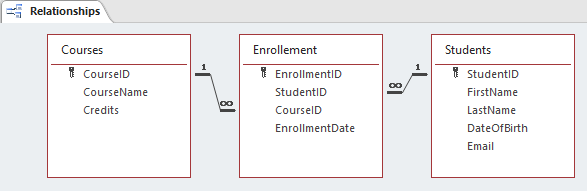 Relationships
Courses
CourseID
CourseName
Credits
1
∞
Enrollement
EnrollmentID
StudentID
CourseID
EnrollmentDate
∞
1
Students
StudentID
FirstName
LastName
DateOfBirth
Email